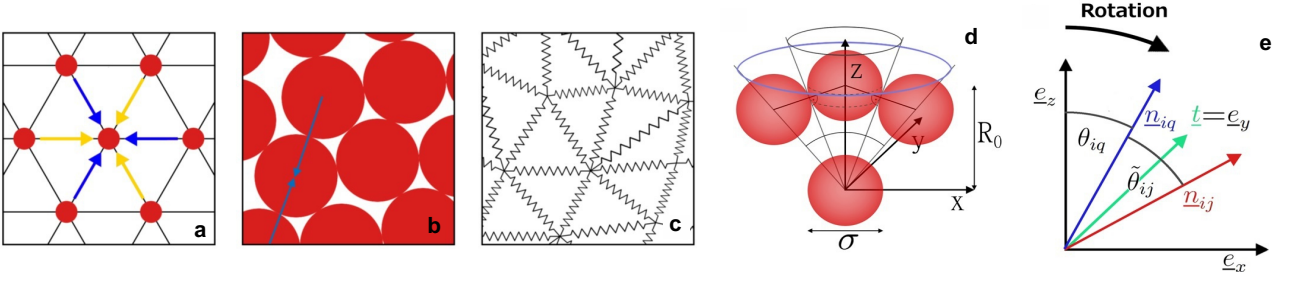 a
b
c
d
z
y
x
R₀
σ
e
Rotation
e_z
n_iq
t=e_y
θ_iq
θ̃_ij
n_ij
e_x